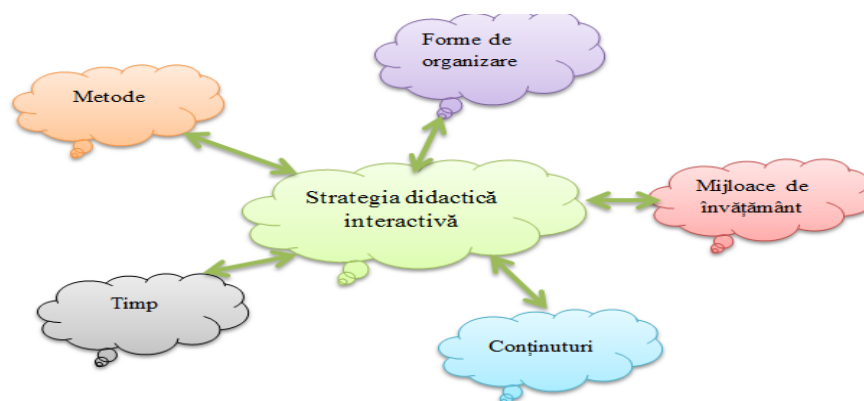 Forme de
organizare
Metode
Strategia didactică
interactivă
Mijloace de
învățământ
Timp
Conținuturi